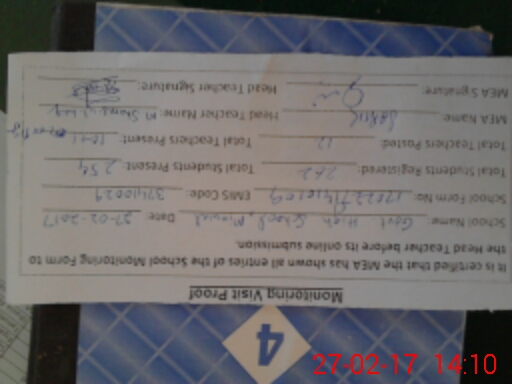 Monitoring Visit Proof
It is certified that the MEA has shown all entries of the School Monitoring Form to
the Head Teacher before its online submission.
School Name: Govt High School, Date: 27-02-2017
School Form No: EMIS Code: 37410029
Total Students Registered: 272 Total Students Present: 254
Total Teachers Posted: 12 Total Teachers Present:
MEA Name: Head Teacher Name:
MEA Signature: Head Teacher Signature:
4
27-02-17 14:10